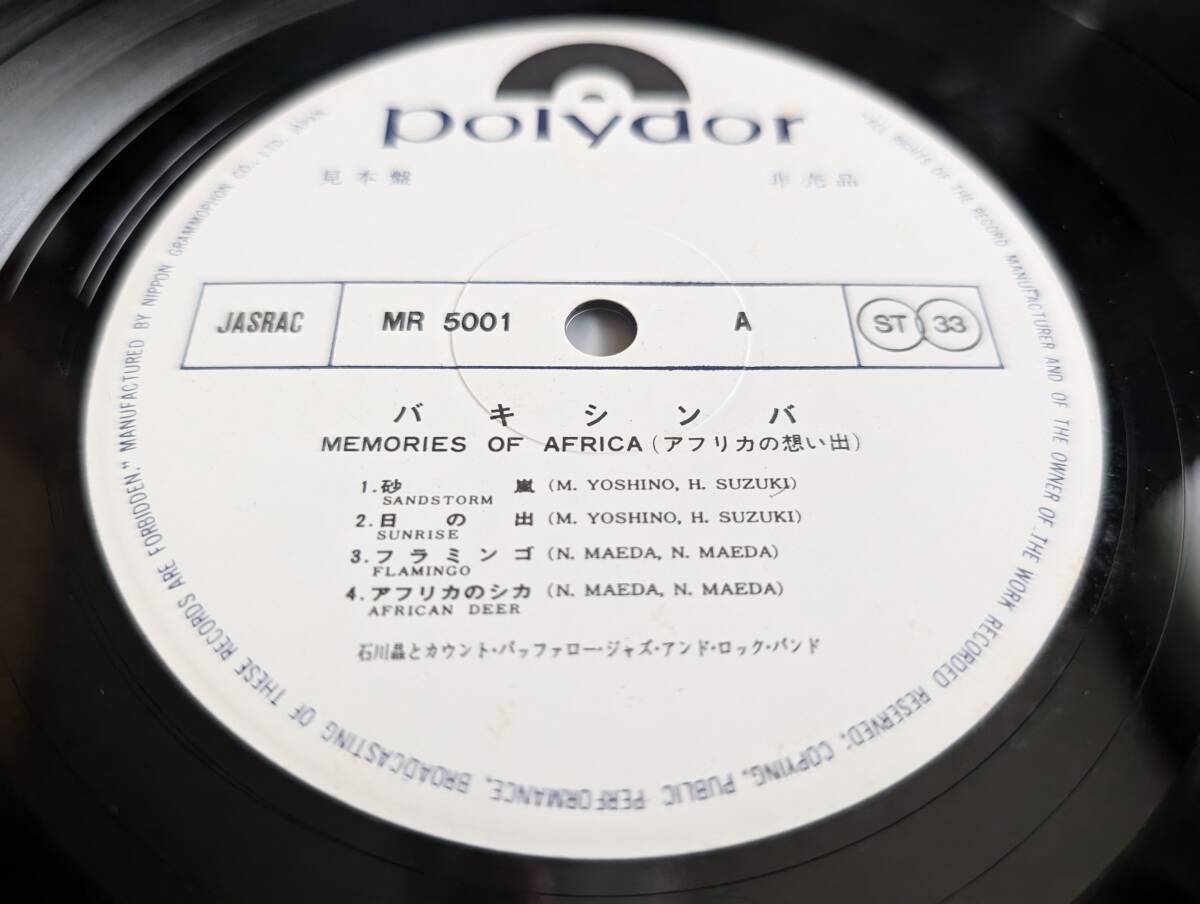 polydor
見本盤 非売品
JASRAC MR 5001 A ST 33
バキシンバ
MEMORIES OF AFRICA (アフリカの想い出)
1. 砂嵐 (M. YOSHINO, H. SUZUKI)
SANDSTORM
2. 日の出 (M. YOSHINO, H. SUZUKI)
SUNRISE
3. フラミンゴ (N. MAEDA, N. MAEDA)
FLAMINGO
4. アフリカのシカ (N. MAEDA, N. MAEDA)
AFRICAN DEER
石川晶とカウント・バッファロー・ジャズ・アンド・ロック・バンド
"ALL RIGHTS OF THE RECORD MANUFACTURER AND OF THE OWNER OF THE WORK RECORDED RESERVED; COPYING, PUBLIC PERFORMANCE, BROADCASTING OF THESE RECORDS ARE FORBIDDEN." MANUFACTURED BY NIPPON GRAMMOPHON CO., LTD. JAPAN